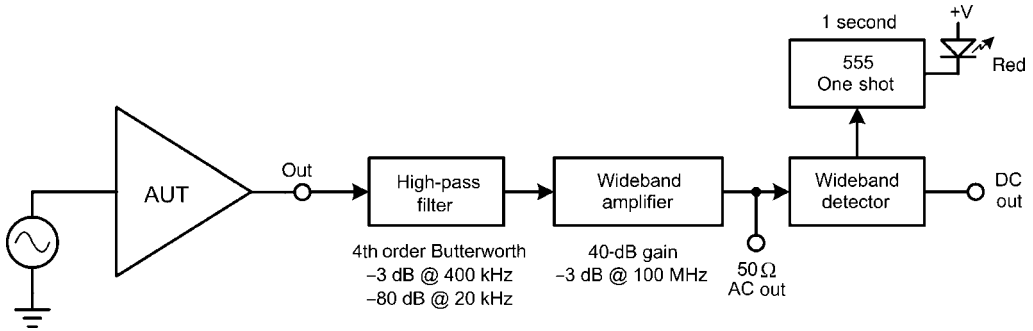 1 second
+V
555
One shot
Red
AUT
Out
High-pass
filter
Wideband
amplifier
Wideband
detector
DC
out
4th order Butterworth
–3 dB @ 400 kHz
–80 dB @ 20 kHz
40-dB gain
–3 dB @ 100 MHz
50 Ω
AC out